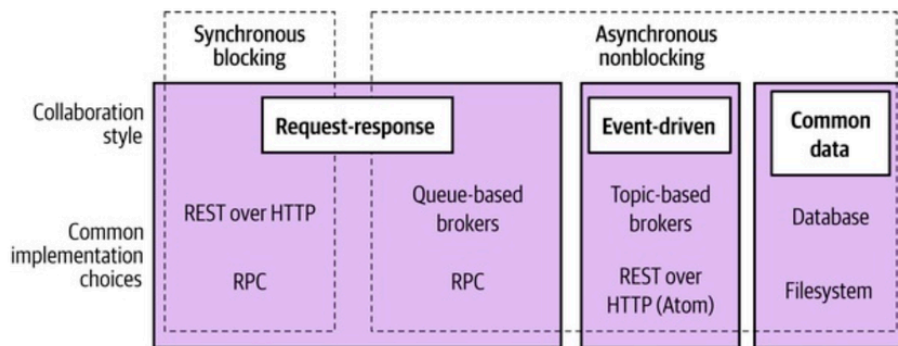 Synchronous
blocking
Asynchronous
nonblocking
Collaboration
style
Request-response
Event-driven
Common
data
Common
implementation
choices
REST over HTTP
RPC
Queue-based
brokers
RPC
Topic-based
brokers
REST over
HTTP (Atom)
Database
Filesystem